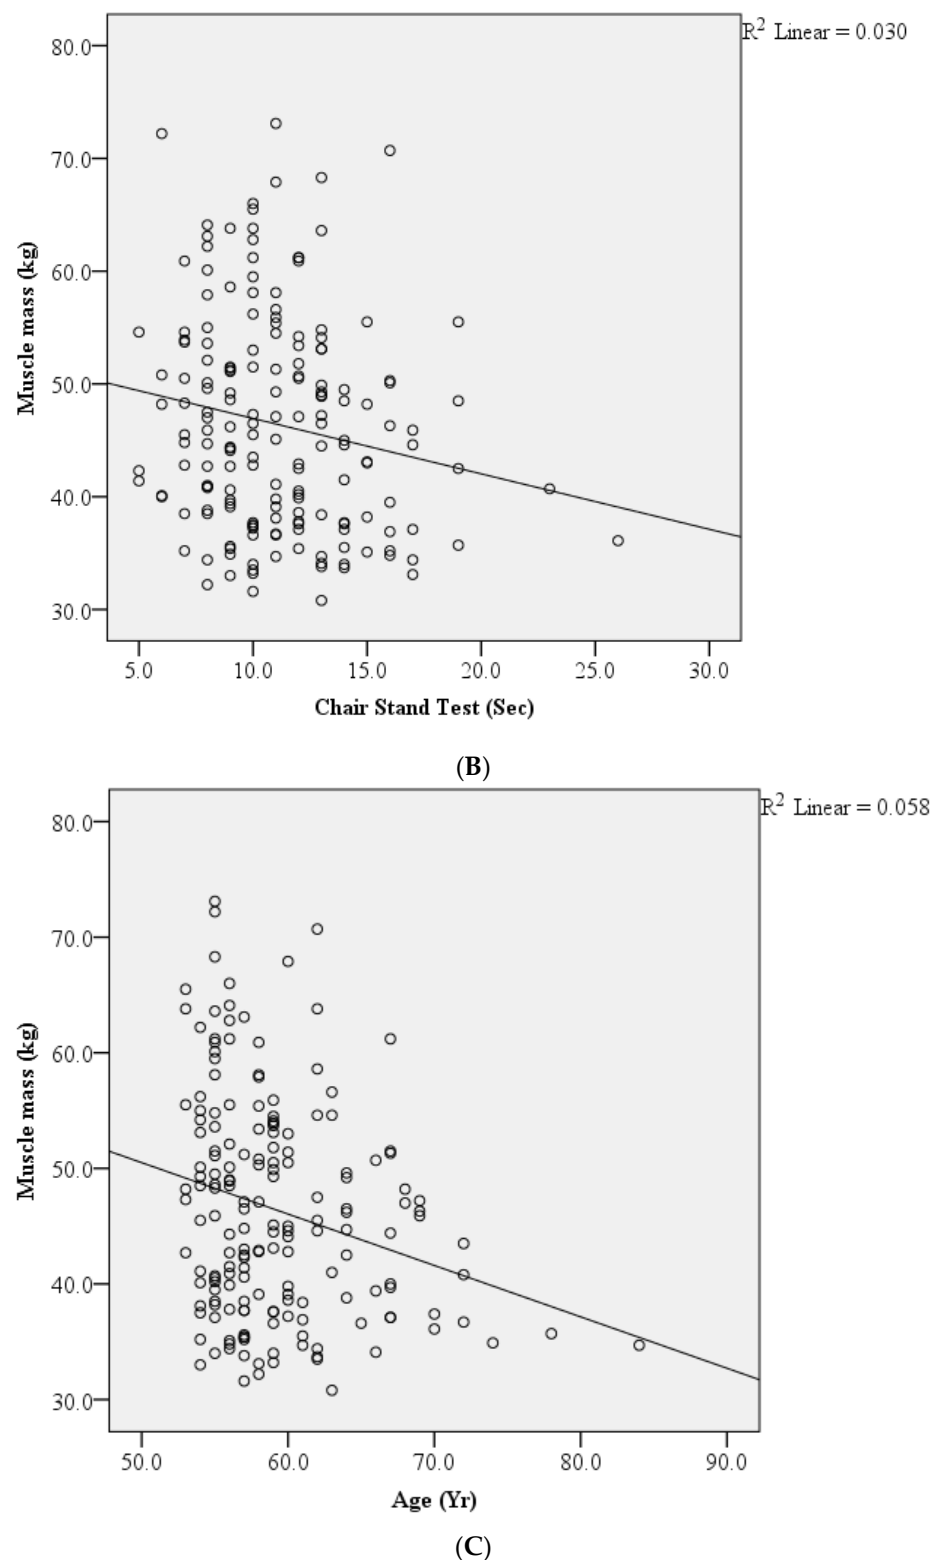 R² Linear = 0.030
80.0
70.0
60.0
50.0
40.0
30.0
Muscle mass (kg)
5.0 10.0 15.0 20.0 25.0 30.0
Chair Stand Test (Sec)
(B)
R² Linear = 0.058
80.0
70.0
60.0
50.0
40.0
30.0
Muscle mass (kg)
50.0 60.0 70.0 80.0 90.0
Age (Yr)
(C)